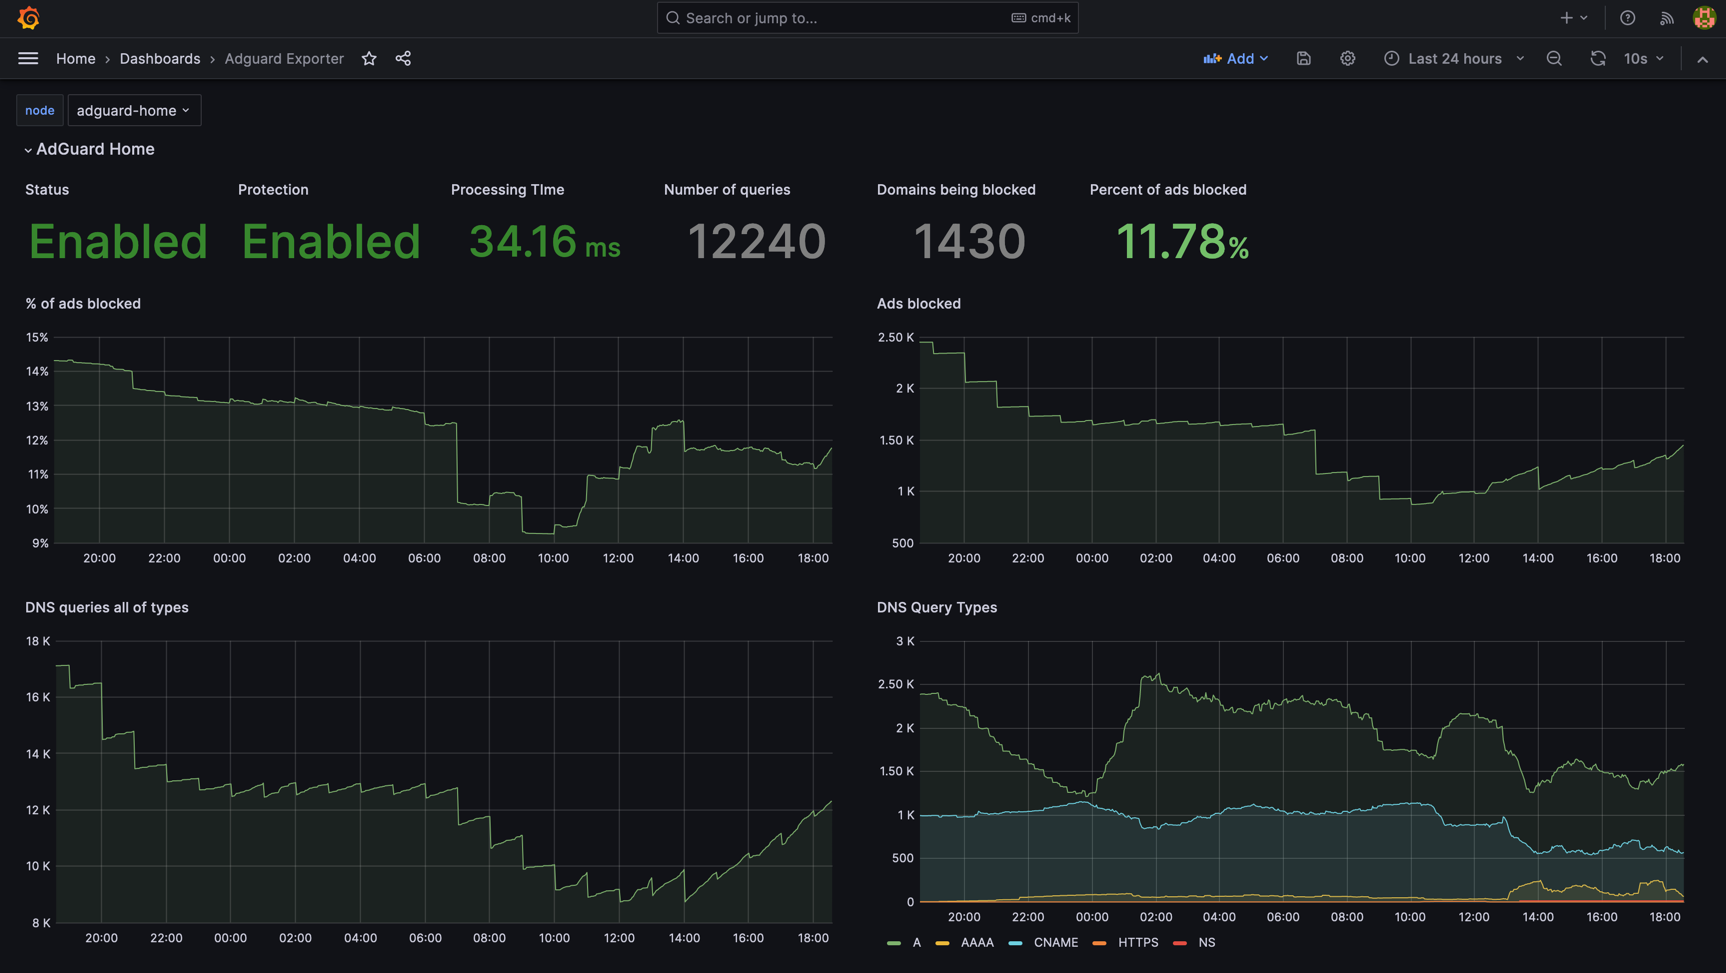 Search or jump to...
cmd+k
Home › Dashboards › Adguard Exporter
Add
Last 24 hours
10s
node
adguard-home
AdGuard Home
Status
Protection
Processing TIme
Number of queries
Domains being blocked
Percent of ads blocked
Enabled
Enabled
34.16 ms
12240
1430
11.78%
% of ads blocked
15%
14%
13%
12%
11%
10%
9%
20:00 22:00 00:00 02:00 04:00 06:00 08:00 10:00 12:00 14:00 16:00 18:00
Ads blocked
2.50 K
2 K
1.50 K
1 K
500
20:00 22:00 00:00 02:00 04:00 06:00 08:00 10:00 12:00 14:00 16:00 18:00
DNS queries all of types
18 K
16 K
14 K
12 K
10 K
8 K
20:00 22:00 00:00 02:00 04:00 06:00 08:00 10:00 12:00 14:00 16:00 18:00
DNS Query Types
3 K
2.50 K
2 K
1.50 K
1 K
500
0
20:00 22:00 00:00 02:00 04:00 06:00 08:00 10:00 12:00 14:00 16:00 18:00
A AAAA CNAME HTTPS NS